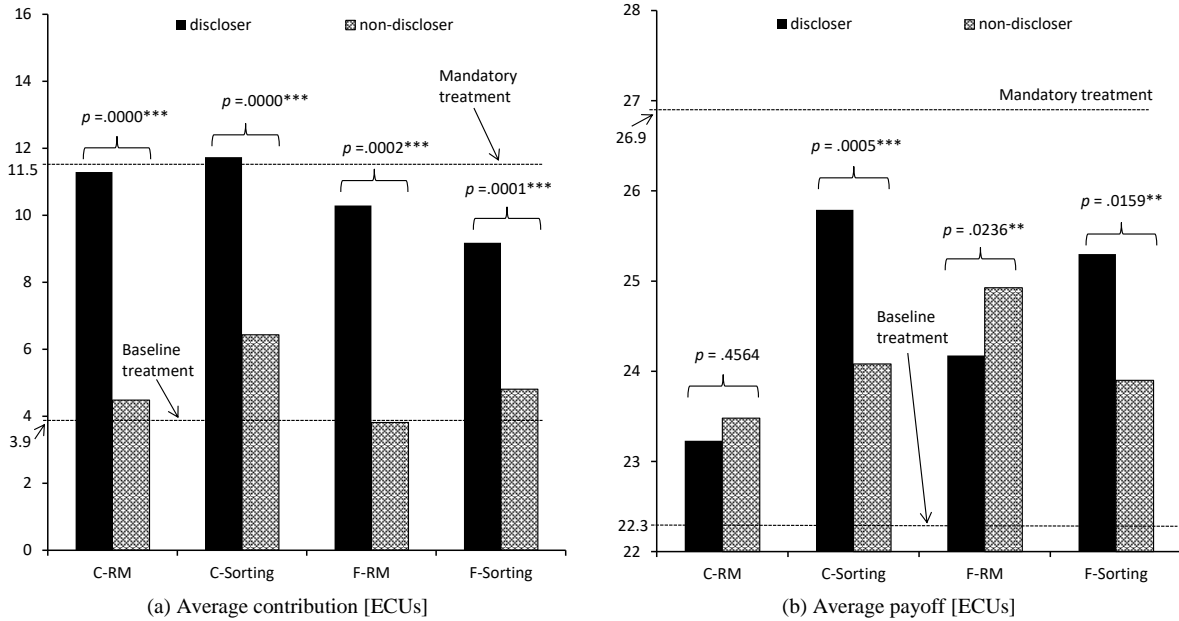 discloser
non-discloser
16
14
12
11.5
10
8
6
4
3.9
2
0
Mandatory
treatment
p =.0000***
p =.0000***
p =.0002***
p =.0001***
Baseline
treatment
C-RM
C-Sorting
F-RM
F-Sorting
(a) Average contribution [ECUs]
discloser
non-discloser
28
27
26.9
26
25
24
23
22.3
22
Mandatory treatment
p = .0005***
p = .0159**
p = .0236**
Baseline
treatment
p = .4564
C-RM
C-Sorting
F-RM
F-Sorting
(b) Average payoff [ECUs]